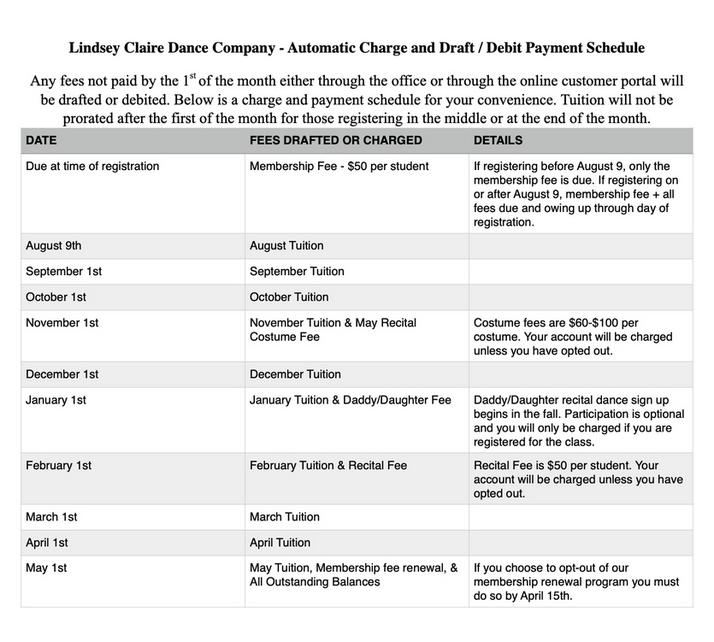 Lindsey Claire Dance Company - Automatic Charge and Draft / Debit Payment Schedule
Any fees not paid by the 1st of the month either through the office or through the online customer portal will
be drafted or debited. Below is a charge and payment schedule for your convenience. Tuition will not be
prorated after the first of the month for those registering in the middle or at the end of the month.
DATE FEES DRAFTED OR CHARGED DETAILS
Due at time of registration Membership Fee - $50 per student If registering before August 9, only the
membership fee is due. If registering on
or after August 9, membership fee + all
fees due and owing up through day of
registration.
August 9th August Tuition
September 1st September Tuition
October 1st October Tuition
November 1st November Tuition & May Recital Costume fees are $60-$100 per
Costume Fee costume. Your account will be charged
unless you have opted out.
December 1st December Tuition
January 1st January Tuition & Daddy/Daughter Fee Daddy/Daughter recital dance sign up
begins in the fall. Participation is optional
and you will only be charged if you are
registered for the class.
February 1st February Tuition & Recital Fee Recital Fee is $50 per student. Your
account will be charged unless you have
opted out.
March 1st March Tuition
April 1st April Tuition
May 1st May Tuition, Membership fee renewal, & If you choose to opt-out of our
All Outstanding Balances membership renewal program you must
do so by April 15th.